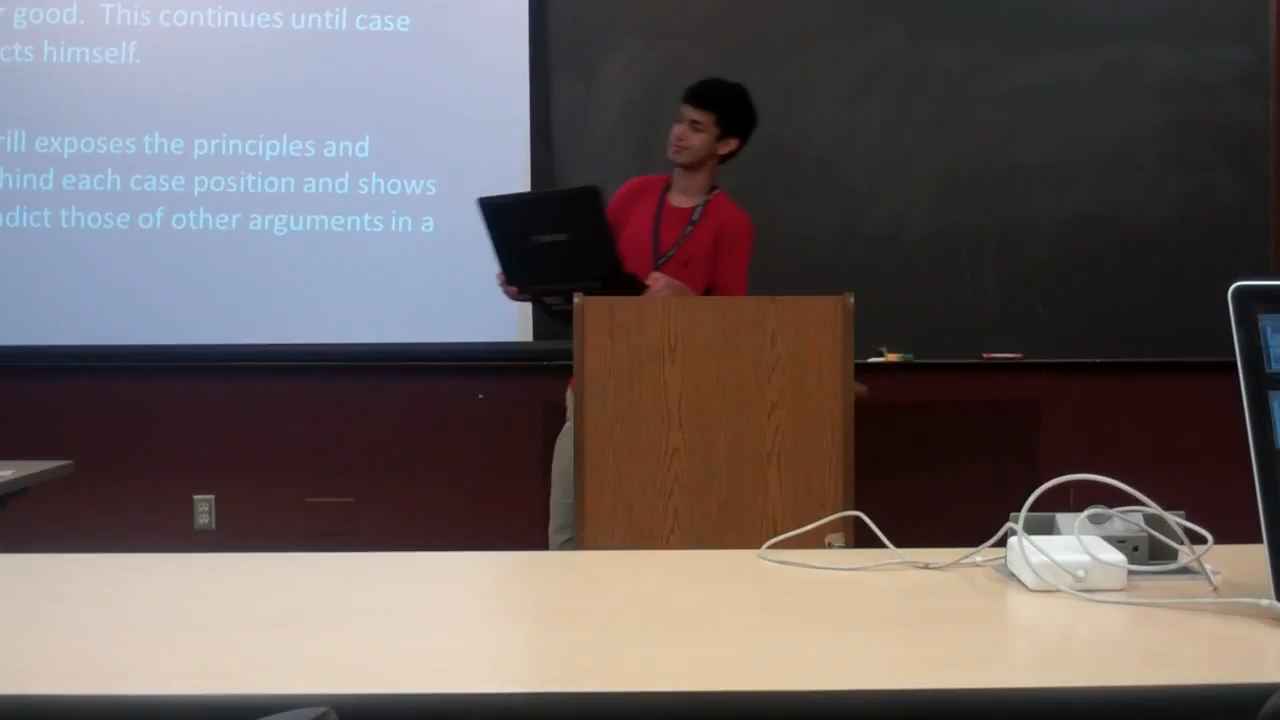 r good. This continues until case
cts himself.
rill exposes the principles and
hind each case position and shows
adict those of other arguments in a